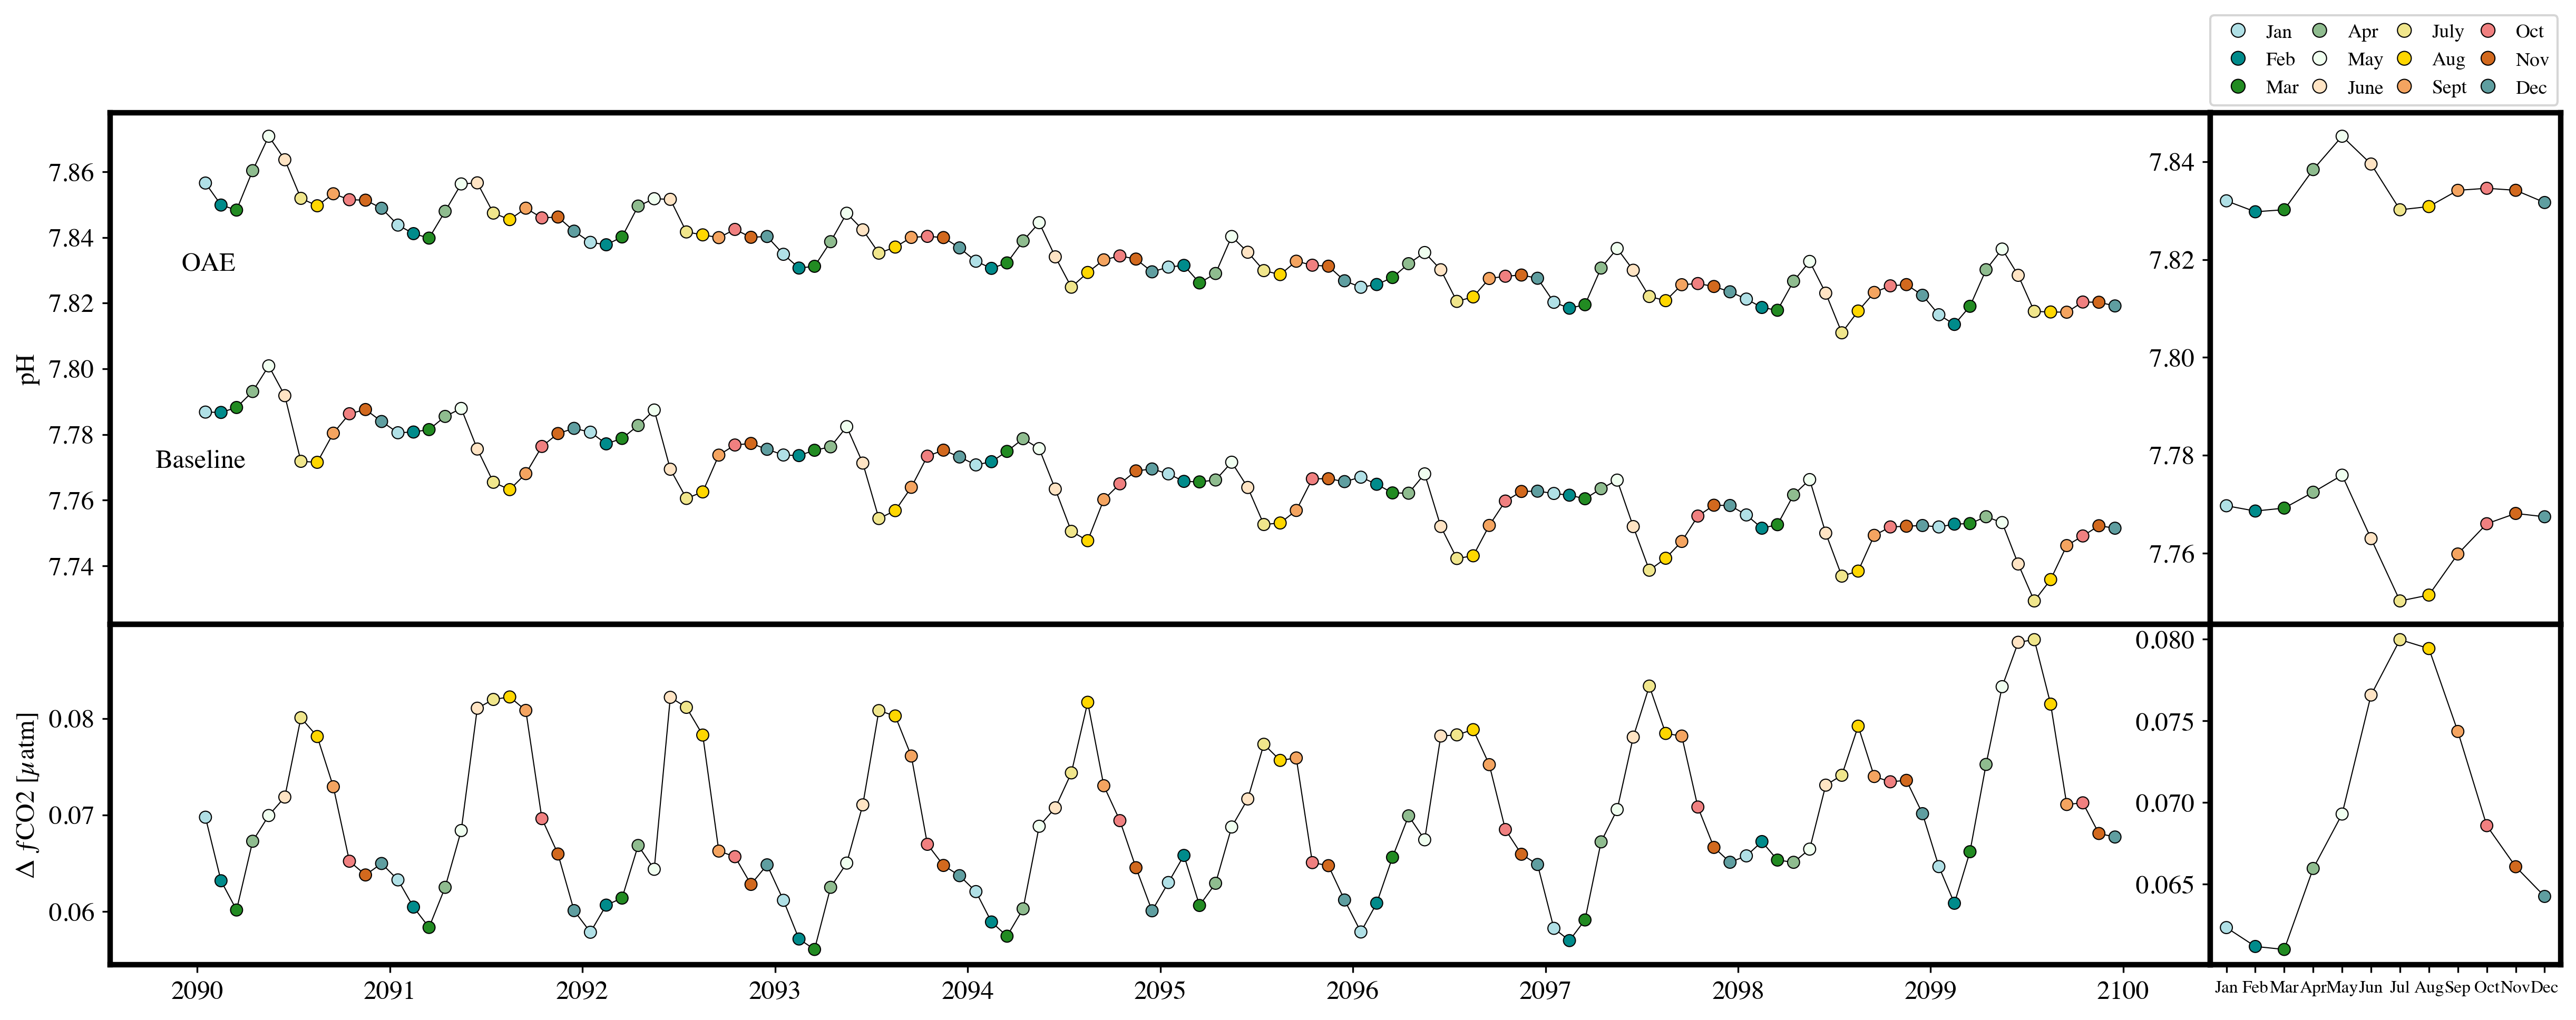 Jan Apr July Oct
Feb May Aug Nov
Mar June Sept Dec
7.86
7.84
7.82
7.80
7.78
7.76
7.74
pH
OAE
Baseline
7.84
7.82
7.80
7.78
7.76
0.08
0.07
0.06
Δ fCO2 [μatm]
0.080
0.075
0.070
0.065
2090 2091 2092 2093 2094 2095 2096 2097 2098 2099 2100
Jan Feb Mar Apr May Jun Jul Aug Sep Oct Nov Dec